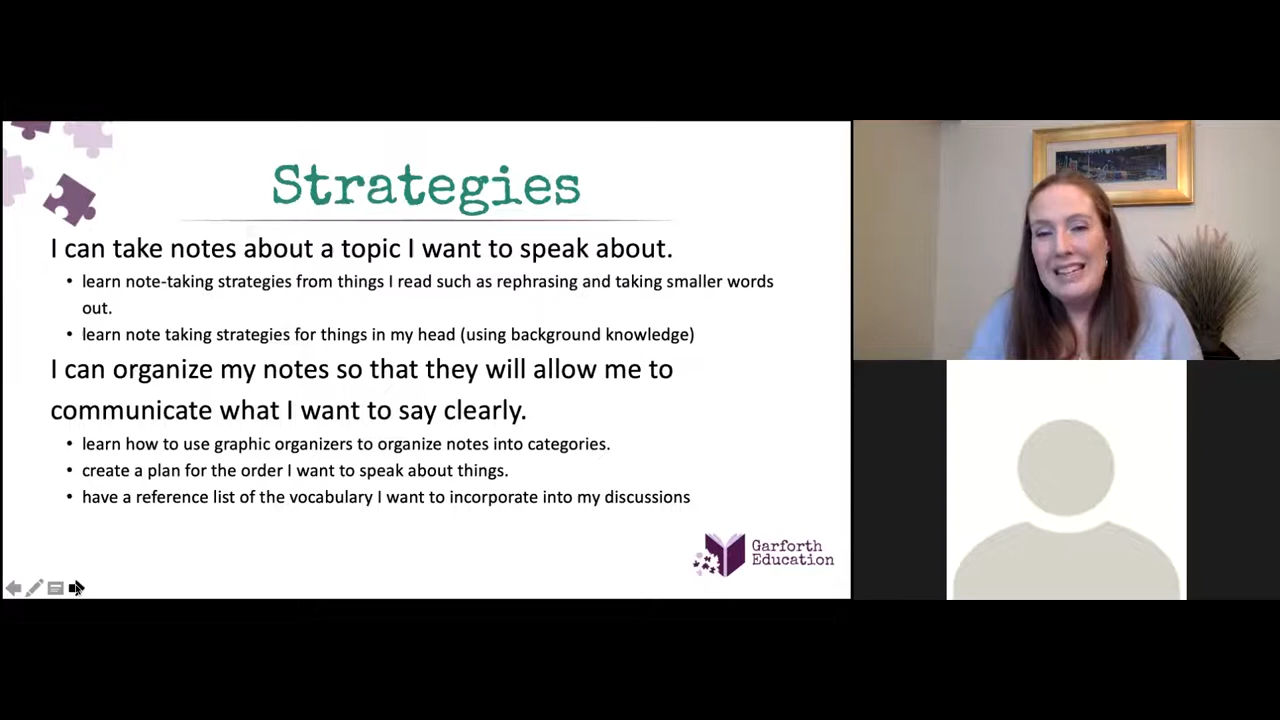 Strategies
I can take notes about a topic I want to speak about.
• learn note-taking strategies from things I read such as rephrasing and taking smaller words
out.
• learn note taking strategies for things in my head (using background knowledge)
I can organize my notes so that they will allow me to
communicate what I want to say clearly.
• learn how to use graphic organizers to organize notes into categories.
• create a plan for the order I want to speak about things.
• have a reference list of the vocabulary I want to incorporate into my discussions
Garforth
Education